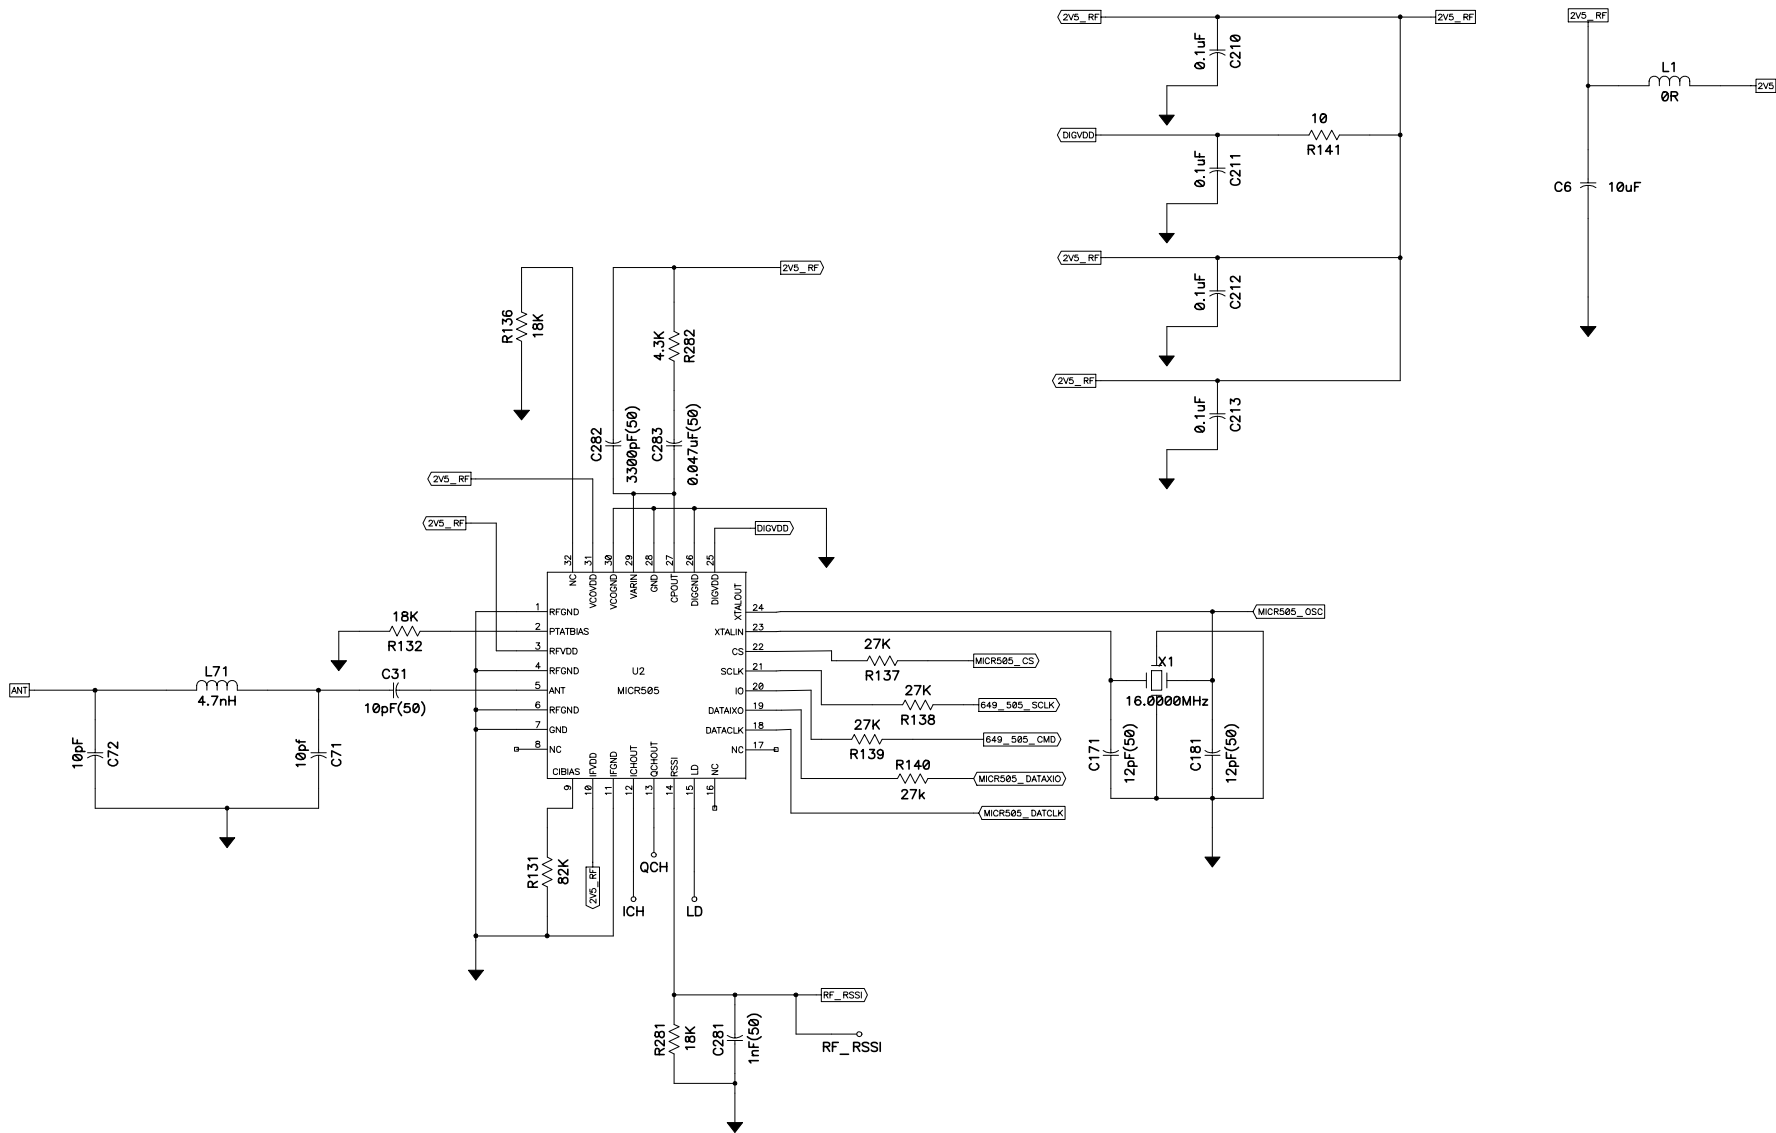 2V5_RF
2V5_RF
0.1uF
C210
DIGVDD
10
R141
0.1uF
C211
2V5_RF
0.1uF
C212
2V5_RF
0.1uF
C213
2V5_RF
L1
0R
2V5
C6
10uF
2V5_RF
R136
18K
4.3K
R282
C282
3300pF(50)
C283
0.047uF(50)
2V5_RF
2V5_RF
DIGVDD
32
31
30
29
28
27
26
25
NC
VCOVDD
VCOGND
VARIN
GND
CPOUT
DIGGND
DIGVDD
1 RFGND
2 PTATBIAS
3 RFVDD
4 RFGND
5 ANT
6 RFGND
7 GND
8 NC
U2
MICR505
XTALOUT 24
XTALIN 23
CS 22
SCLK 21
IO 20
DATAIXO 19
DATACLK 18
NC 17
CIBIAS
IFVDD
IFGND
ICHOUT
QCHOUT
RSSI
LD
NC
9
10
11
12
13
14
15
16
18K
R132
ANT
L71
4.7nH
C31
10pF(50)
10pF
C72
10pf
C71
MICR505_OSC
27K
R137
MICR505_CS
27K
R138
649_505_SCLK
27K
R139
649_505_CMD
R140
27k
MICR505_DATAXIO
MICR505_DATCLK
X1
16.0000MHz
C171
12pF(50)
C181
12pF(50)
R131
82K
2V5_RF
QCH
ICH
LD
RF_RSSI
R281
18K
C281
1nF(50)
RF_RSSI